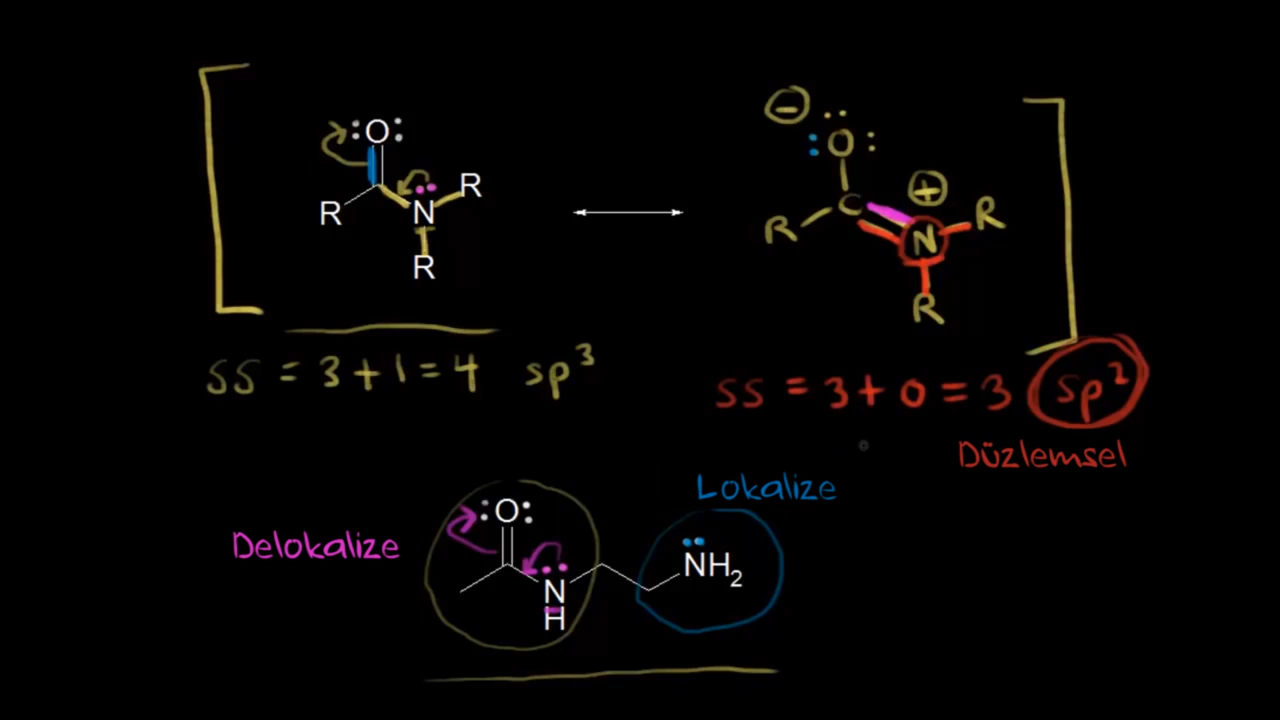 O
R
N
R
R
−
O
+
R
C
N
R
R
SS = 3 + 1 = 4 sp³
SS = 3 + 0 = 3 sp²
Düzlemsel
Lokalize
Delokalize
O
N
H
NH₂